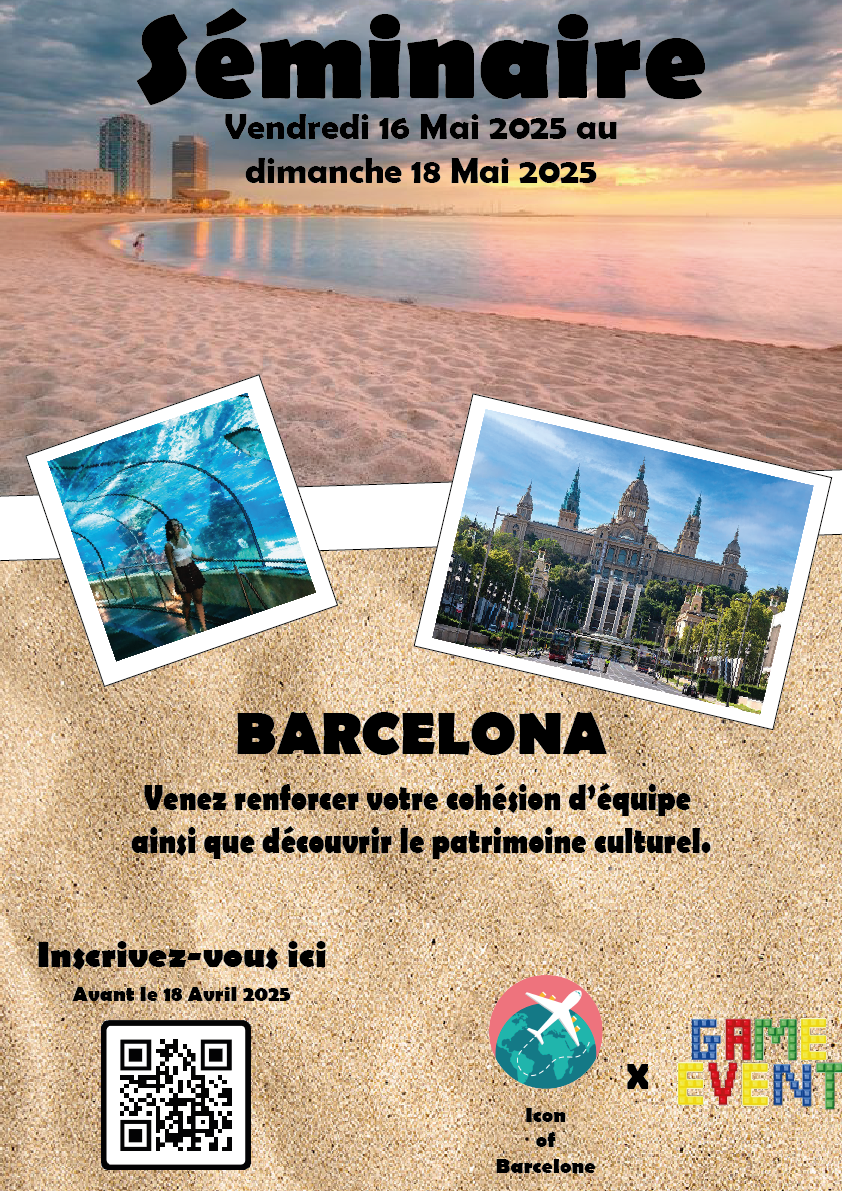 Séminaire
Vendredi 16 Mai 2025 au
dimanche 18 Mai 2025
BARCELONA
Venez renforcer votre cohésion d’équipe
ainsi que découvrir le patrimoine culturel.
Inscrivez-vous ici
Avant le 18 Avril 2025
GAME
EVENT
X
Icon
of
Barcelone